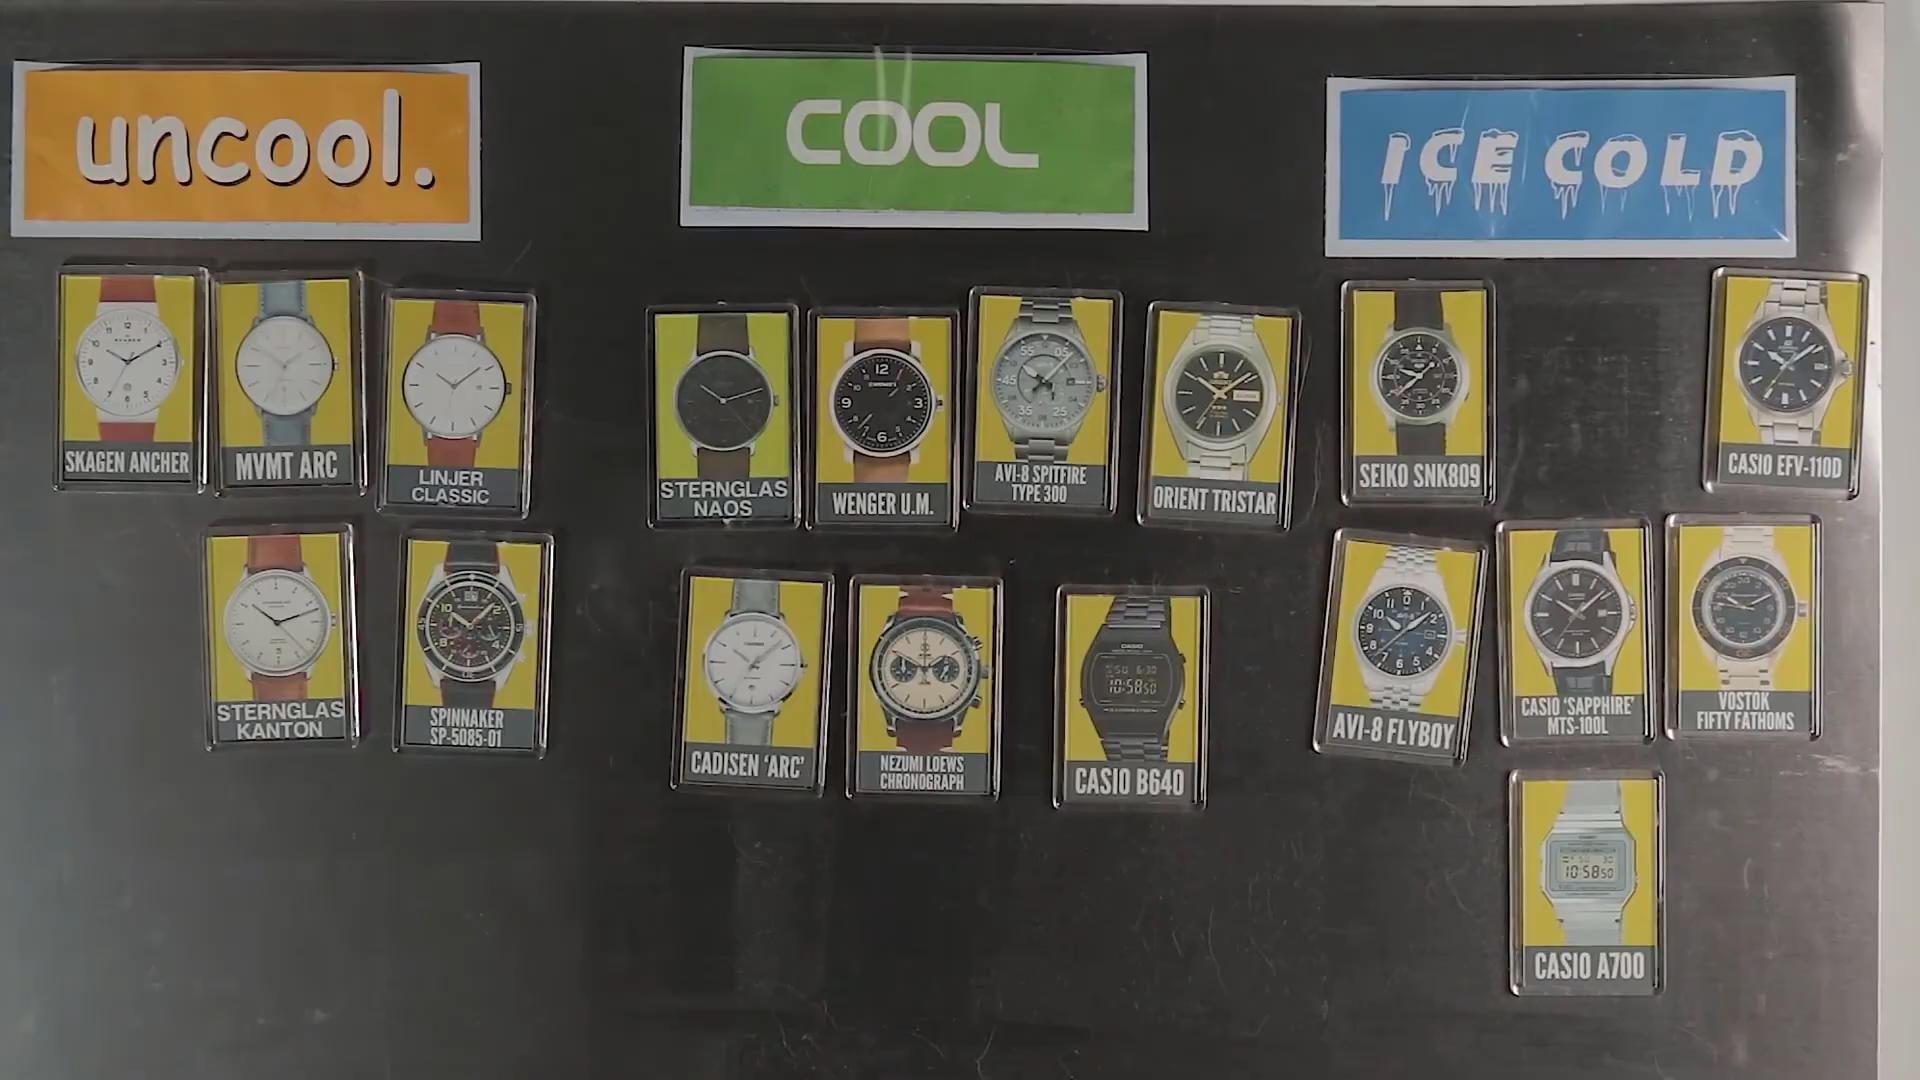 uncool.
COOL
ICE COLD
SKAGEN ANCHER
MVMT ARC
LINJER
CLASSIC
STERNGLAS
NAOS
WENGER U.M.
AVI-8 SPITFIRE
TYPE 300
ORIENT TRISTAR
SEIKO SNK809
CASIO EFV-110D
STERNGLAS
KANTON
SPINNAKER
SP-5085-01
CADISEN 'ARC'
NEZUMI LOEWS
CHRONOGRAPH
CASIO B640
AVI-8 FLYBOY
CASIO 'SAPPHIRE'
MTS-100L
VOSTOK
FIFTY FATHOMS
CASIO A700